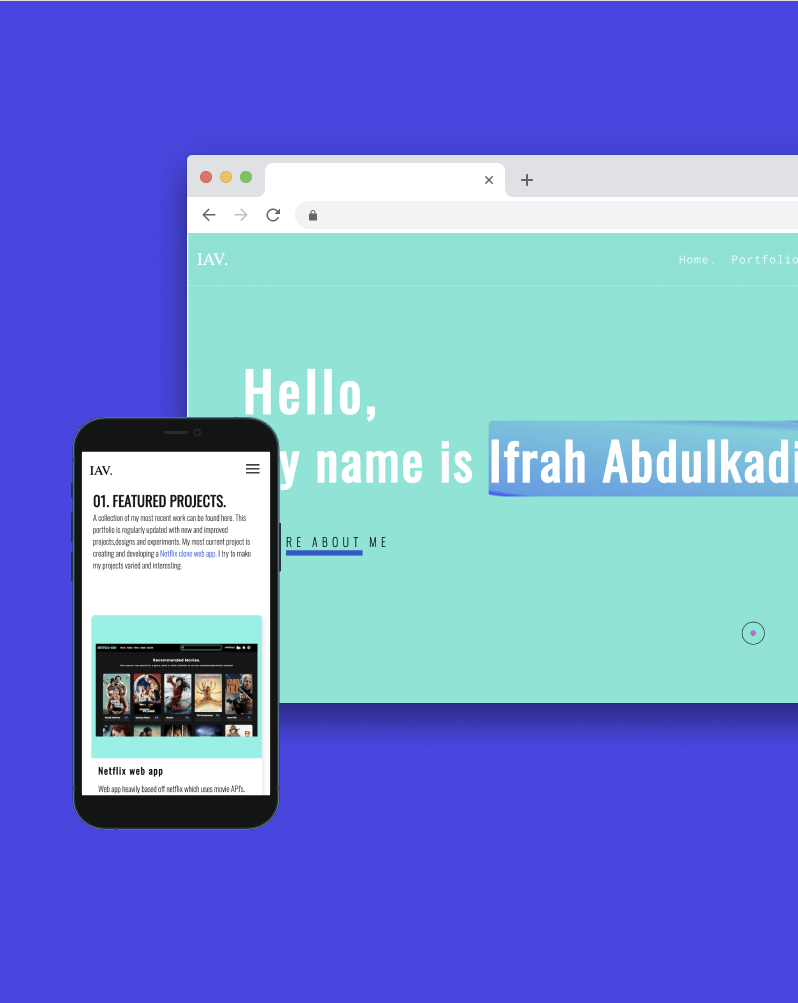 IAV.
Home. Portfolio
Hello,
y name is Ifrah Abdulkadi
RE ABOUT ME
IAV.
01. FEATURED PROJECTS.
A collection of my most recent work can be found here. This
portfolio is regularly updated with new and improved
projects,designs and experiments. My most current project is
creating and developing a Netflix clone web app. I try to make
my projects varied and interesting.
Recommended Movies.
Netflix web app
Web app heavily based off netflix which uses movie API's.